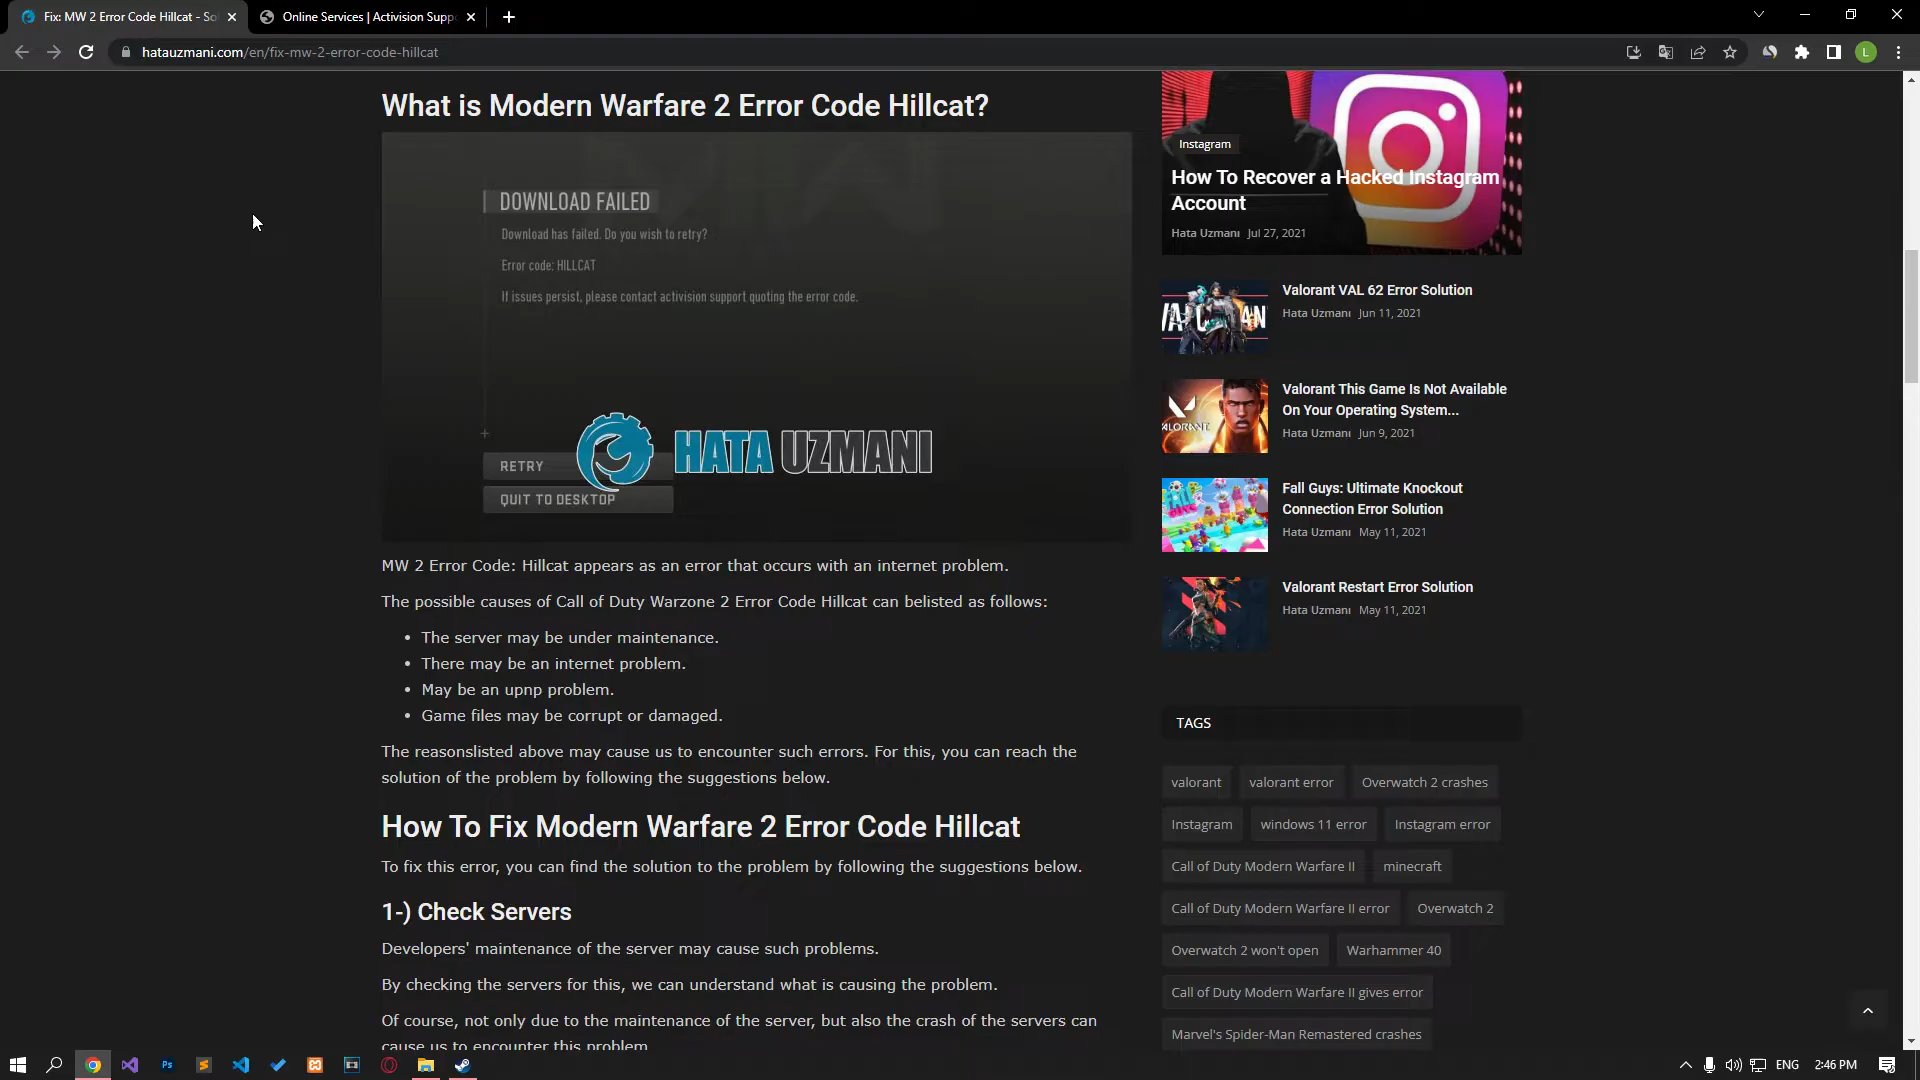 Fix: MW 2 Error Code Hillcat - So
Online Services | Activision Supp
hatauzmani.com/en/fix-mw-2-error-code-hillcat
L
What is Modern Warfare 2 Error Code Hillcat?
DOWNLOAD FAILED
Download has failed. Do you wish to retry?
Error code: HILLCAT
If issues persist, please contact activision support quoting the error code.
RETRY
QUIT TO DESKTOP
HATA UZMANI
MW 2 Error Code: Hillcat appears as an error that occurs with an internet problem.
The possible causes of Call of Duty Warzone 2 Error Code Hillcat can belisted as follows:
• The server may be under maintenance.
• There may be an internet problem.
• May be an upnp problem.
• Game files may be corrupt or damaged.
The reasonslisted above may cause us to encounter such errors. For this, you can reach the
solution of the problem by following the suggestions below.
How To Fix Modern Warfare 2 Error Code Hillcat
To fix this error, you can find the solution to the problem by following the suggestions below.
1-) Check Servers
Developers' maintenance of the server may cause such problems.
By checking the servers for this, we can understand what is causing the problem.
Of course, not only due to the maintenance of the server, but also the crash of the servers can
cause us to encounter this problem
Instagram
How To Recover a Hacked Instagram
Account
Hata Uzmanı Jul 27, 2021
Valorant VAL 62 Error Solution
Hata Uzmanı Jun 11, 2021
VALORANT
Valorant This Game Is Not Available
On Your Operating System...
Hata Uzmanı Jun 9, 2021
Fall Guys: Ultimate Knockout
Connection Error Solution
Hata Uzmanı May 11, 2021
Valorant Restart Error Solution
Hata Uzmanı May 11, 2021
TAGS
valorant
valorant error
Overwatch 2 crashes
Instagram
windows 11 error
Instagram error
Call of Duty Modern Warfare II
minecraft
Call of Duty Modern Warfare II error
Overwatch 2
Overwatch 2 won't open
Warhammer 40
Call of Duty Modern Warfare II gives error
Marvel's Spider-Man Remastered crashes
Ps
ENG
2:46 PM